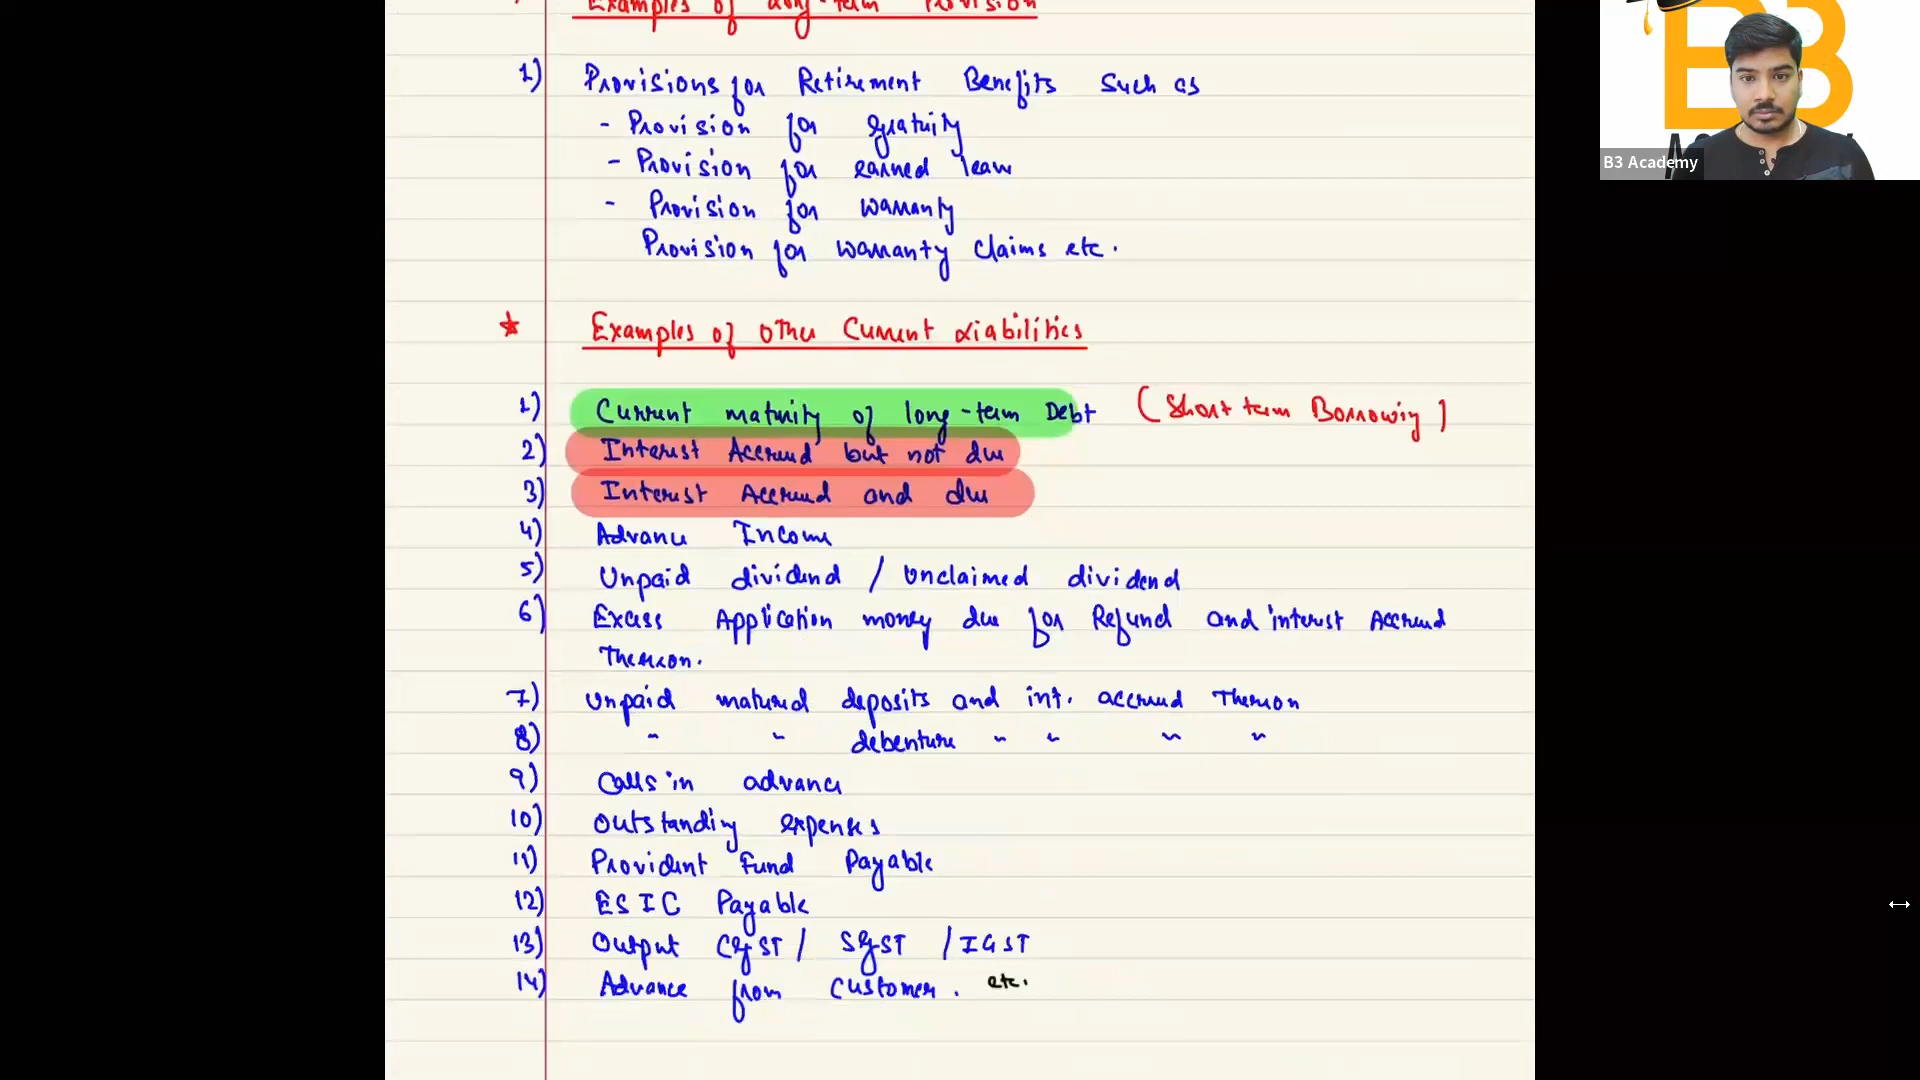 Examples of long-term Provision
1) Provisions for Retirement Benefits Such as
- Provision for gratuity
- Provision for earned leave
- Provision for warranty
Provision for warranty Claims etc.
★ Examples of other Current Liabilities
1) Current maturity of long-term Debt (Short term Borrowing)
2) Interest Accrued but not due
3) Interest Accrued and due
4) Advance Income
5) Unpaid dividend / Unclaimed dividend
6) Excess Application money due for Refund and interest Accrued
Thereon.
7) Unpaid matured deposits and int. accrued Thereon
8) " " debenture " " " "
9) Calls in advance
10) Outstanding expenses
11) Provident Fund Payable
12) ESIC Payable
13) Output CGST / SGST / IGST
14) Advance from Customer. etc.
B3
B3 Academy